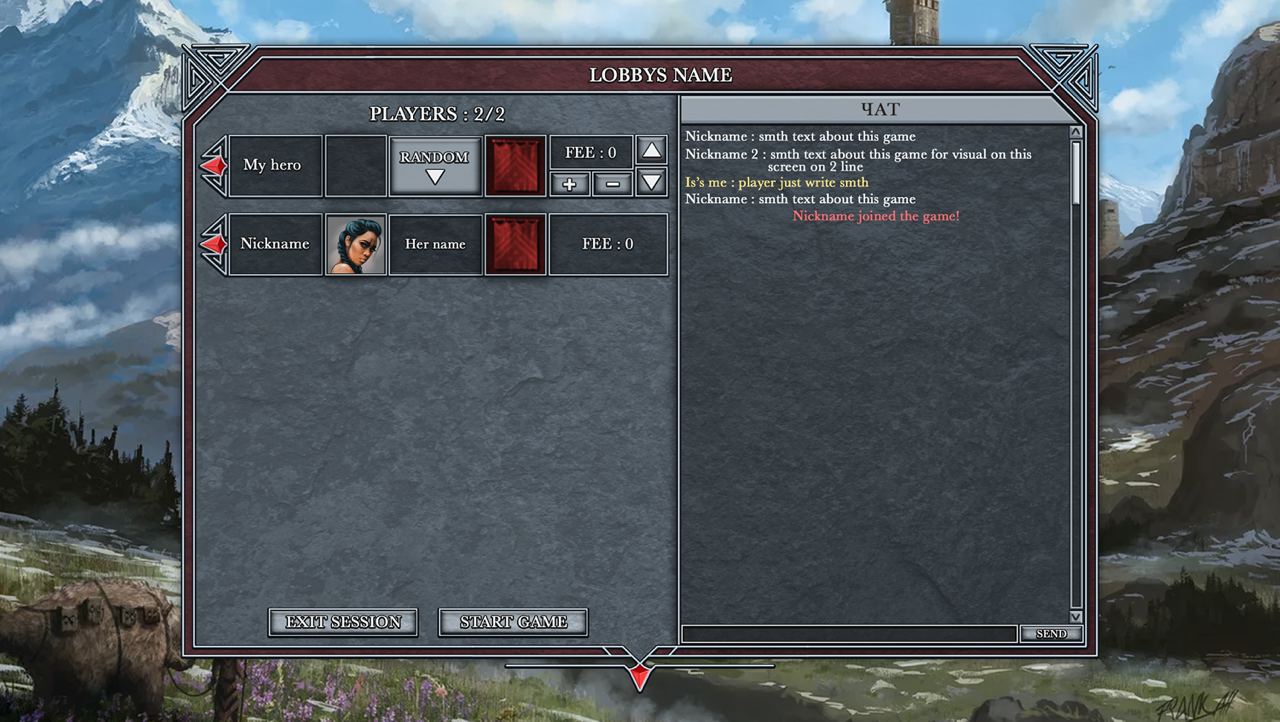 LOBBYS NAME
PLAYERS : 2/2
My hero
RANDOM
FEE : 0
Nickname
Her name
FEE : 0
EXIT SESSION
START GAME
ЧАТ
Nickname : smth text about this game
Nickname 2 : smth text about this game for visual on this
screen on 2 line
Is's me : player just write smth
Nickname : smth text about this game
Nickname joined the game!
SEND